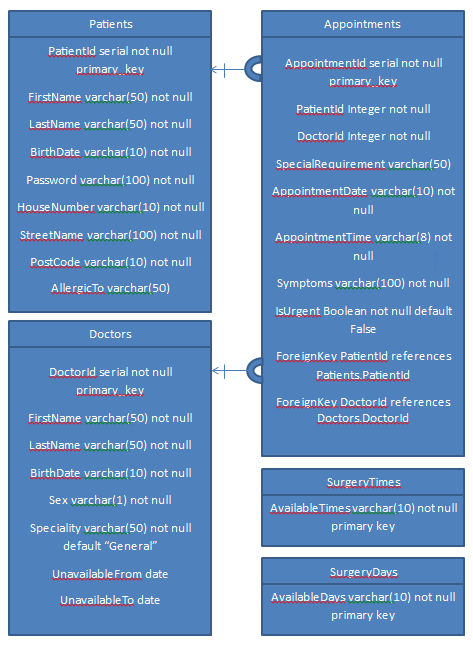 Patients
PatientId serial not null
primary_key
FirstName varchar(50) not null
LastName varchar(50) not null
BirthDate varchar(10) not null
Password varchar(100) not null
HouseNumber varchar(10) not null
StreetName varchar(100) not null
PostCode varchar(10) not null
AllergicTo varchar(50)
Doctors
DoctorId serial not null
primary_key
FirstName varchar(50) not null
LastName varchar(50) not null
BirthDate varchar(10) not null
Sex varchar(1) not null
Speciality varchar(50) not null
default “General”
UnavailableFrom date
UnavailableTo date
Appointments
AppointmentId serial not null
primary_key
PatientId Integer not null
DoctorId Integer not null
SpecialRequirement varchar(50)
AppointmentDate varchar(10) not
null
AppointmentTime varchar(8) not
null
Symptoms varchar(100) not null
IsUrgent Boolean not null default
False
ForeignKey PatientId references
Patients.PatientId
ForeignKey DoctorId references
Doctors.DoctorId
SurgeryTimes
AvailableTimes varchar(10) not null
primary key
SurgeryDays
AvailableDays varchar(10) not null
primary key